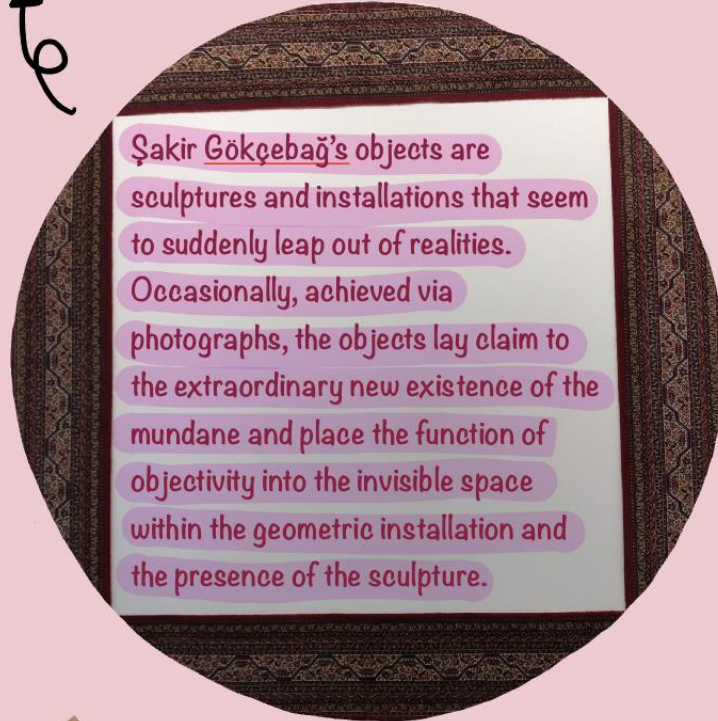 Şakir Gökçebağ's objects are
sculptures and installations that seem
to suddenly leap out of realities.
Occasionally, achieved via
photographs, the objects lay claim to
the extraordinary new existence of the
mundane and place the function of
objectivity into the invisible space
within the geometric installation and
the presence of the sculpture.